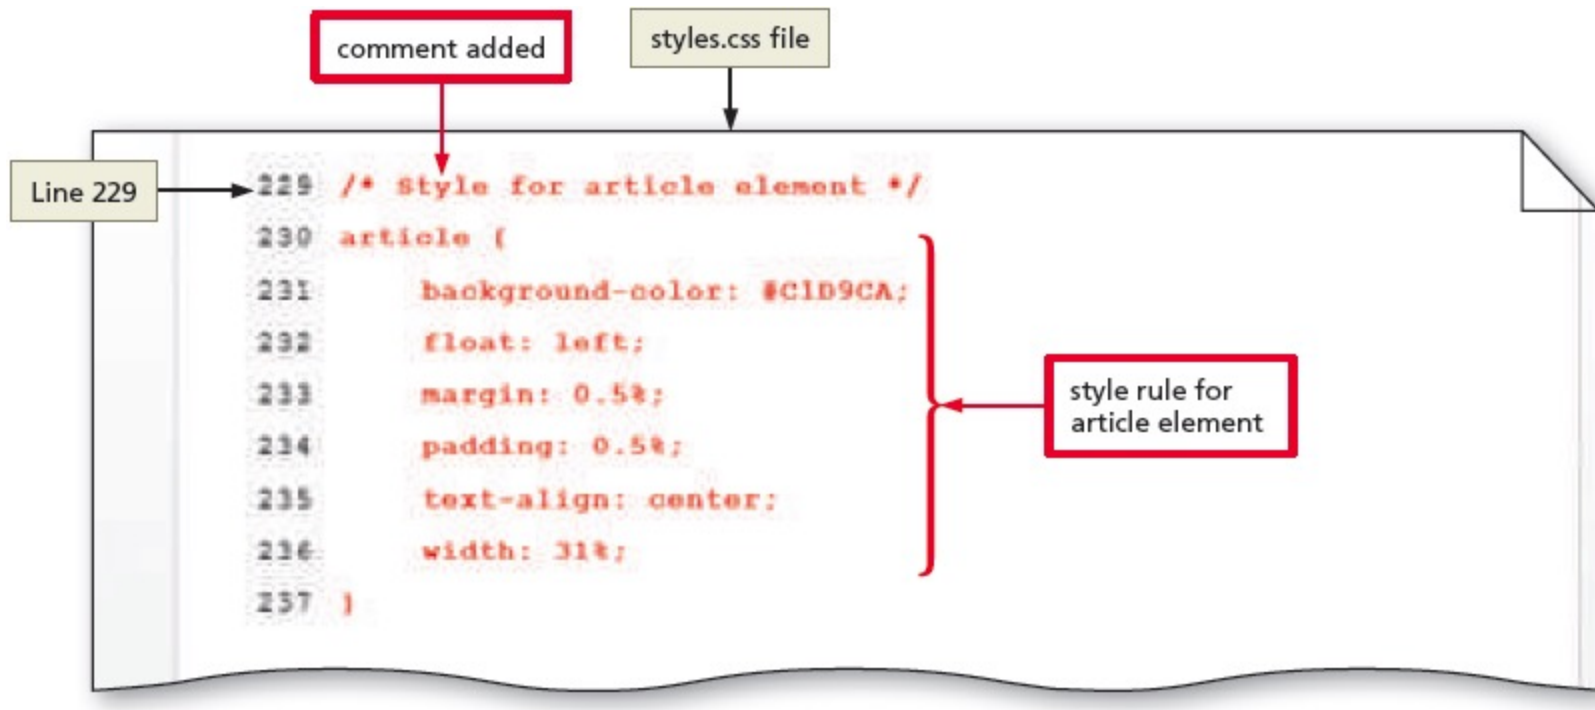 comment added
styles.css file
Line 229
229 /* Style for article element */
230 article {
231 background-color: #C1D9CA;
232 float: left;
233 margin: 0.5%;
234 padding: 0.5%;
235 text-align: center;
236 width: 31%;
237 }
style rule for
article element